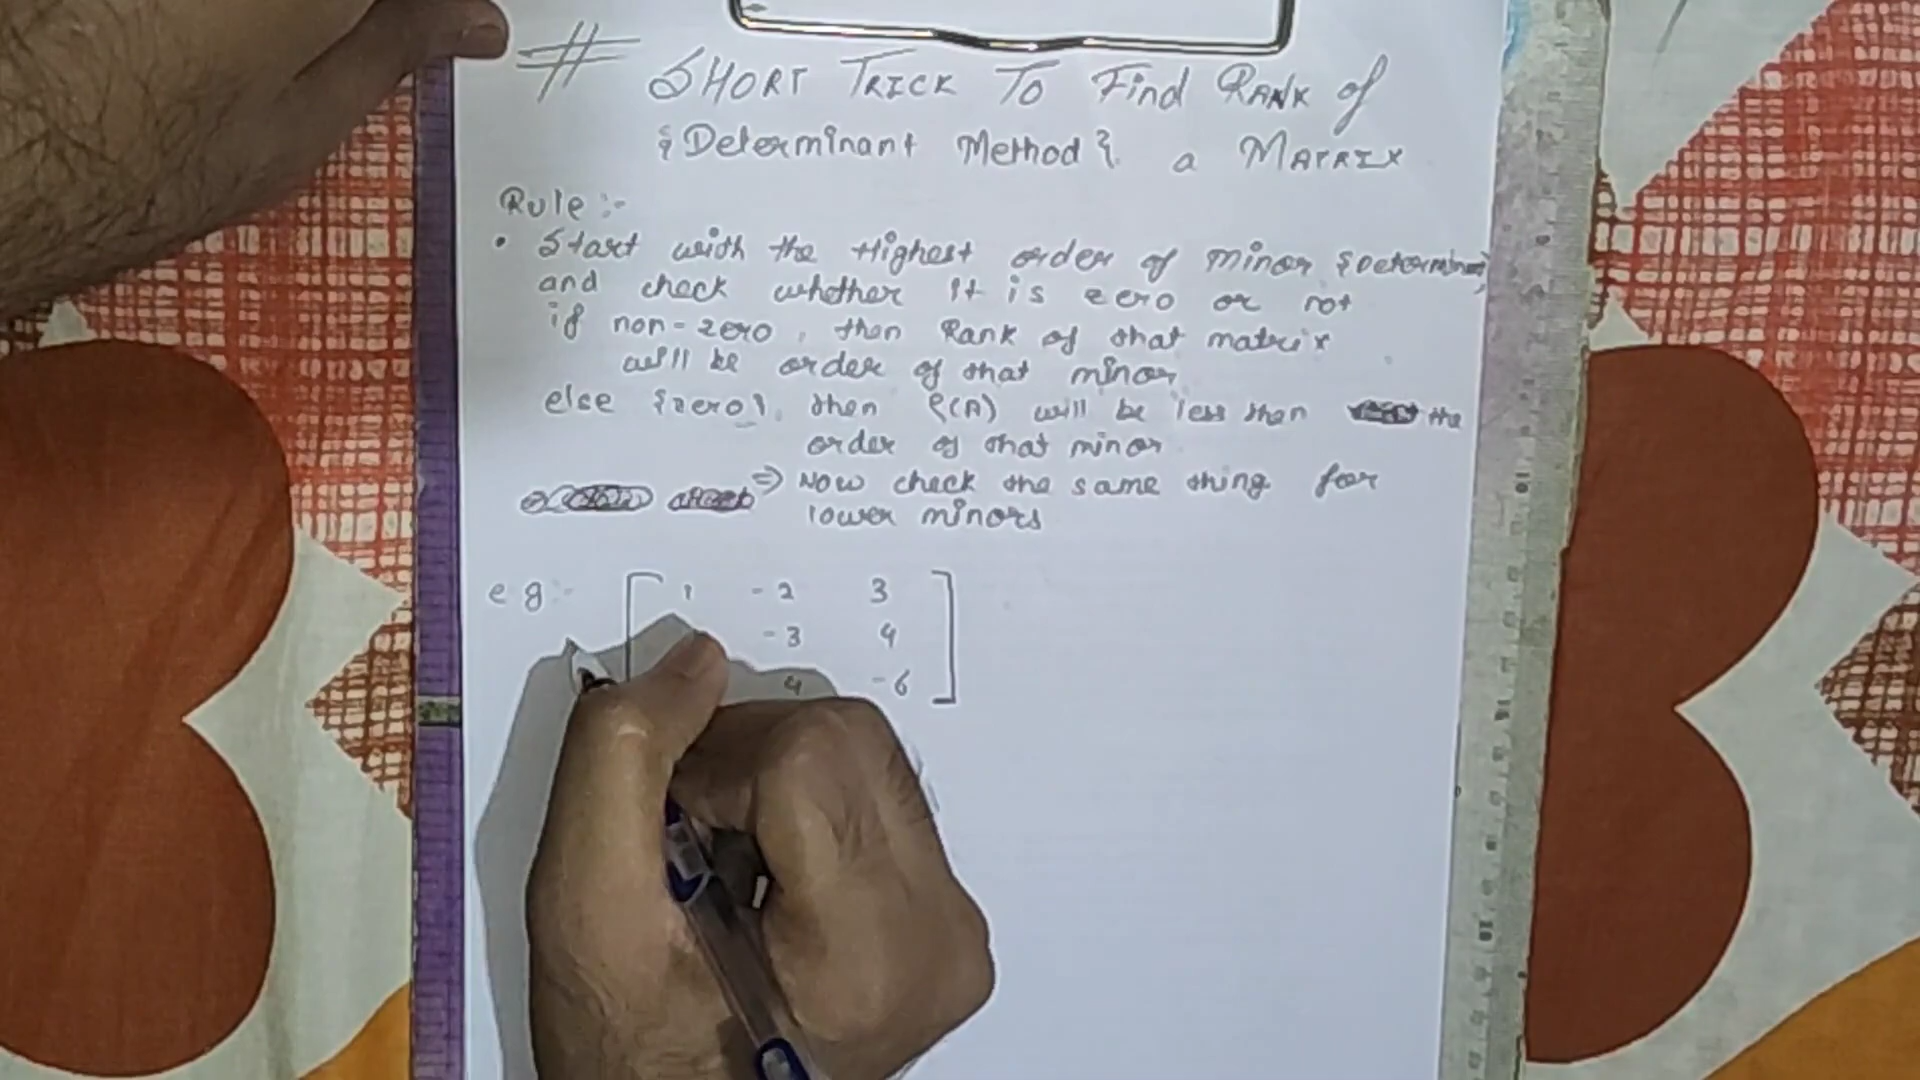 # SHORT TRICK TO Find RANK of
{Determinant Method} a MATRIX
Rule :-
• Start with the Highest order of minor {Determinant}
and check whether it is zero or not
if non-zero, then Rank of that matrix
will be order of that minor
else {zero}, then ρ(A) will be less then the
order of that minor
=> Now check the same thing for
lower minors
eg:- 1 -2 3
-3 4
4 -6